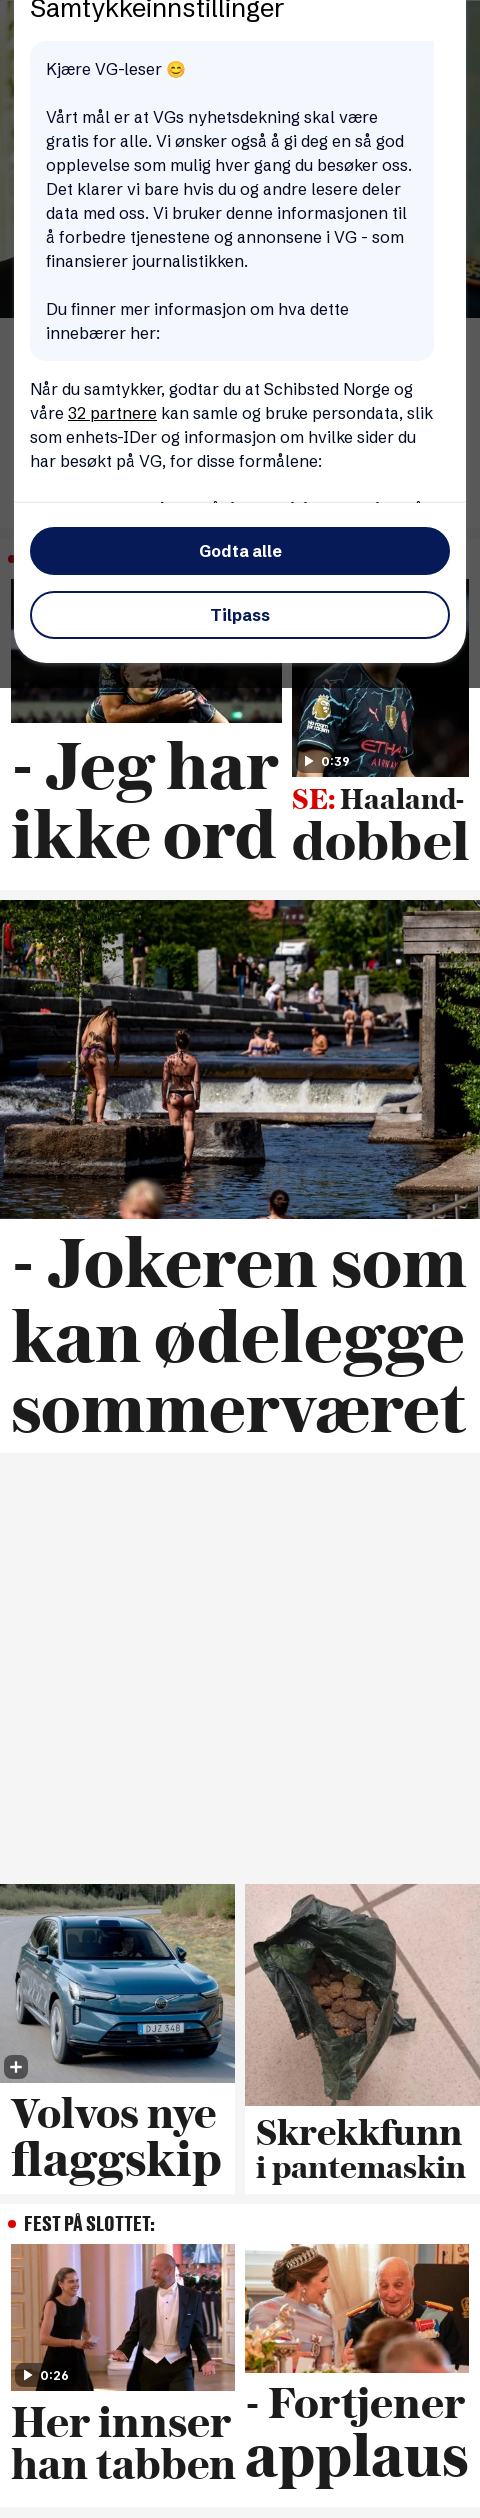 Samtykkeinnstillinger
Kjære VG-leser 😊
Vårt mål er at VGs nyhetsdekning skal være
gratis for alle. Vi ønsker også å gi deg en så god
opplevelse som mulig hver gang du besøker oss.
Det klarer vi bare hvis du og andre lesere deler
data med oss. Vi bruker denne informasjonen til
å forbedre tjenestene og annonsene i VG - som
finansierer journalistikken.
Du finner mer informasjon om hva dette
innebærer her:
Når du samtykker, godtar du at Schibsted Norge og
våre 32 partnere kan samle og bruke persondata, slik
som enhets-IDer og informasjon om hvilke sider du
har besøkt på VG, for disse formålene:
Godta alle
Tilpass
ETIHAD
AIRWAYS
0:39
- Jeg har
ikke ord
SE: Haaland-
dobbel
- Jokeren som
kan ødelegge
sommerværet
DJZ 34B
Volvos nye
flaggskip
Skrekkfunn
i pantemaskin
FEST PÅ SLOTTET:
0:26
Her innser
han tabben
- Fortjener
applaus